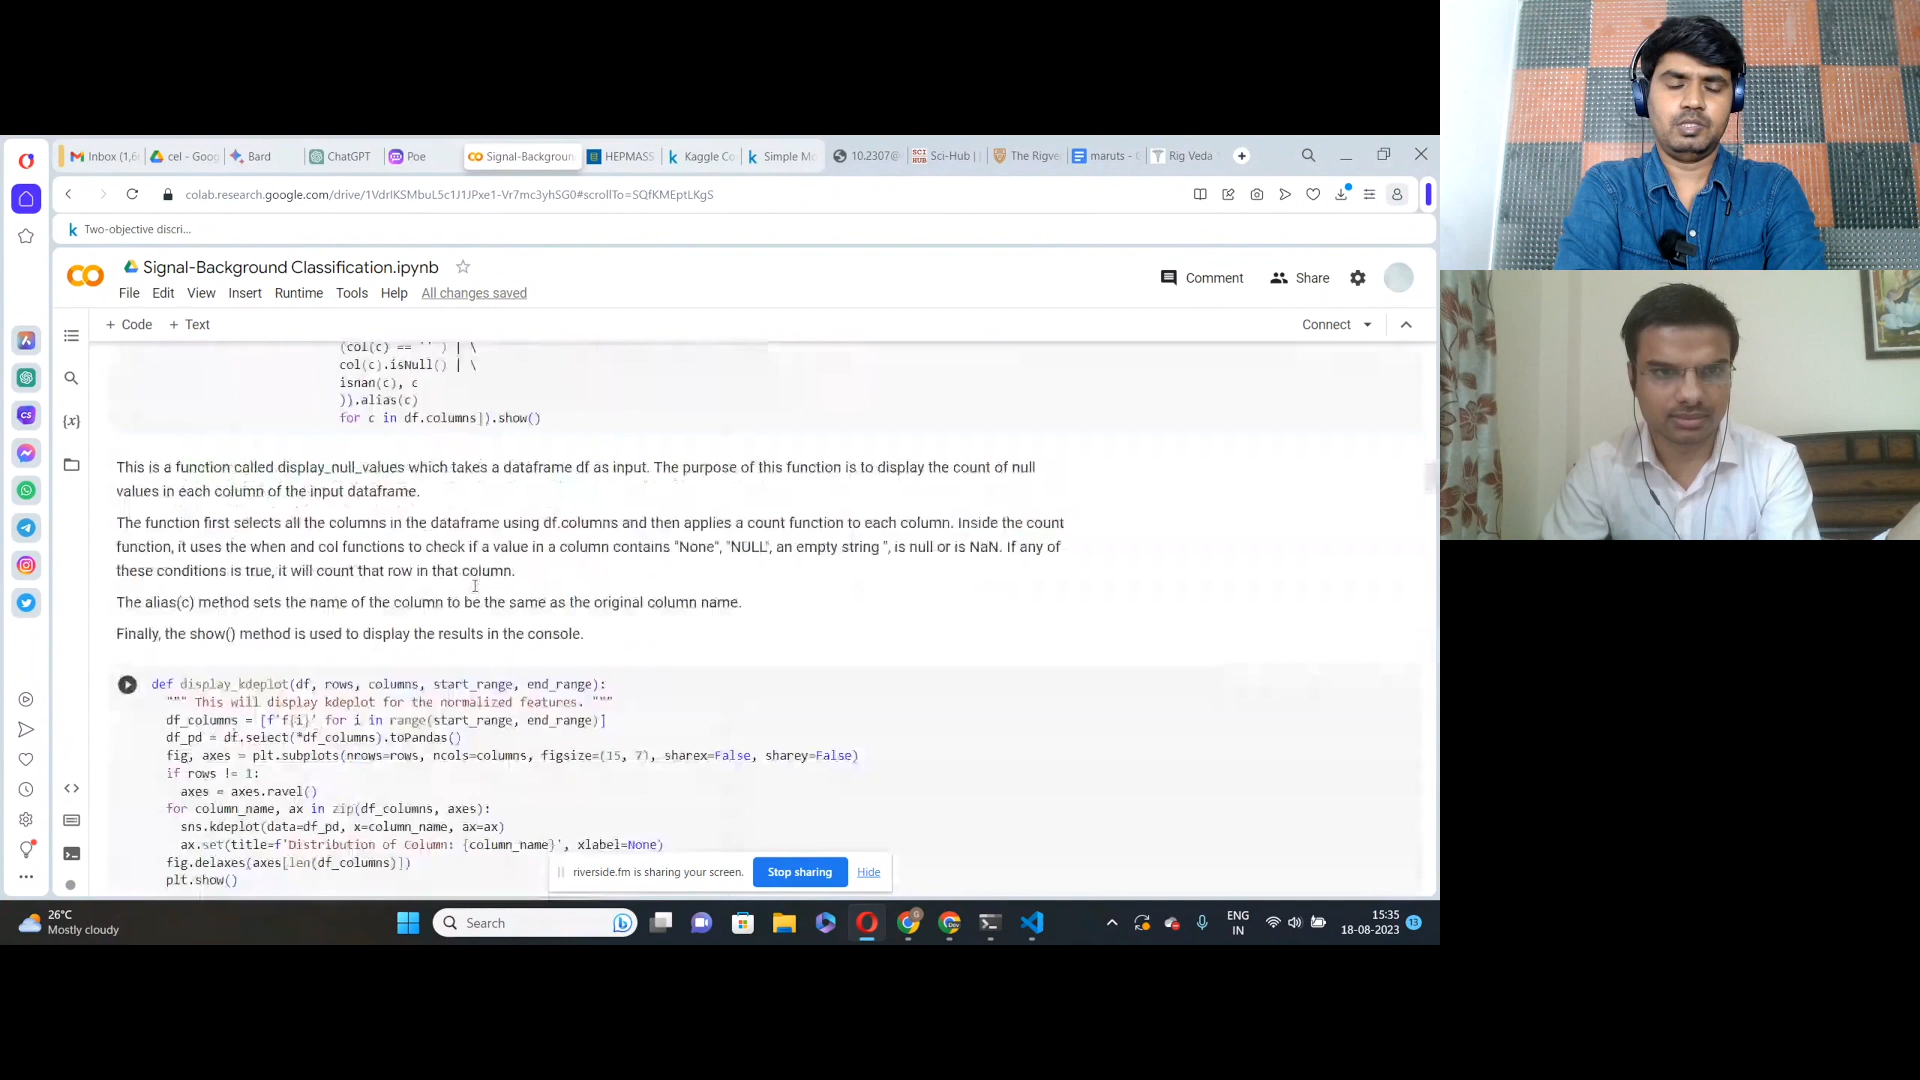 Inbox (1,6
cel - Goog
Bard
ChatGPT
Poe
Signal-Backgroun
HEPMASS
Kaggle Co
Simple Mo
10.2307@
SCI HUB
Sci-Hub |
The Rigve
maruts -
Rig Veda
colab.research.google.com/drive/1VdrlKSMbuL5c1J1JPxe1-Vr7mc3yhSG0#scrollTo=SQfKMEptLKgS
Two-objective discri...
Signal-Background Classification.ipynb
Comment
Share
File Edit View Insert Runtime Tools Help All changes saved
+ Code + Text
Connect
(col(c) == '' ) | \
col(c).isNull() | \
isnan(c), c
)).alias(c)
for c in df.columns]).show()
This is a function called display_null_values which takes a dataframe df as input. The purpose of this function is to display the count of null
values in each column of the input dataframe.
The function first selects all the columns in the dataframe using df.columns and then applies a count function to each column. Inside the count
function, it uses the when and col functions to check if a value in a column contains "None", "NULL", an empty string '', is null or is NaN. If any of
these conditions is true, it will count that row in that column.
The alias(c) method sets the name of the column to be the same as the original column name.
Finally, the show() method is used to display the results in the console.
def display_kdeplot(df, rows, columns, start_range, end_range):
""" This will display kdeplot for the normalized features. """
df_columns = [f'f{i}' for i in range(start_range, end_range)]
df_pd = df.select(*df_columns).toPandas()
fig, axes = plt.subplots(nrows=rows, ncols=columns, figsize=(15, 7), sharex=False, sharey=False)
if rows != 1:
axes = axes.ravel()
for column_name, ax in zip(df_columns, axes):
sns.kdeplot(data=df_pd, x=column_name, ax=ax)
ax.set(title=f'Distribution of Column: {column_name}', xlabel=None)
fig.delaxes(axes[len(df_columns)])
plt.show()
riverside.fm is sharing your screen.
Stop sharing
Hide
26°C
Mostly cloudy
Search
ENG
IN
15:35
18-08-2023
13